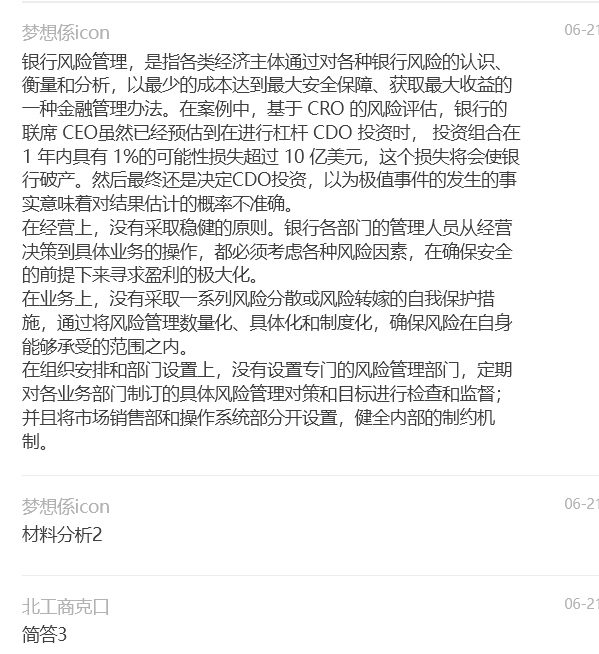 梦想係icon
06-21
银行风险管理，是指各类经济主体通过对各种银行风险的认识、
衡量和分析，以最少的成本达到最大安全保障、获取最大收益的
一种金融管理办法。在案例中，基于 CRO 的风险评估，银行的
联席 CEO虽然已经预估到在进行杠杆 CDO 投资时， 投资组合在
1 年内具有 1%的可能性损失超过 10 亿美元，这个损失将会使银
行破产。然后最终还是决定CDO投资，以为极值事件的发生的事
实意味着对结果估计的概率不准确。
在经营上，没有采取稳健的原则。银行各部门的管理人员从经营
决策到具体业务的操作，都必须考虑各种风险因素，在确保安全
的前提下来寻求盈利的极大化。
在业务上，没有采取一系列风险分散或风险转嫁的自我保护措
施，通过将风险管理数量化、具体化和制度化，确保风险在自身
能够承受的范围之内。
在组织安排和部门设置上，没有设置专门的风险管理部门，定期
对各业务部门制订的具体风险管理对策和目标进行检查和监督；
并且将市场销售部和操作系统部分开设置，健全内部的制约机
制。
梦想係icon
06-21
材料分析2
北工商克口
06-21
简答3